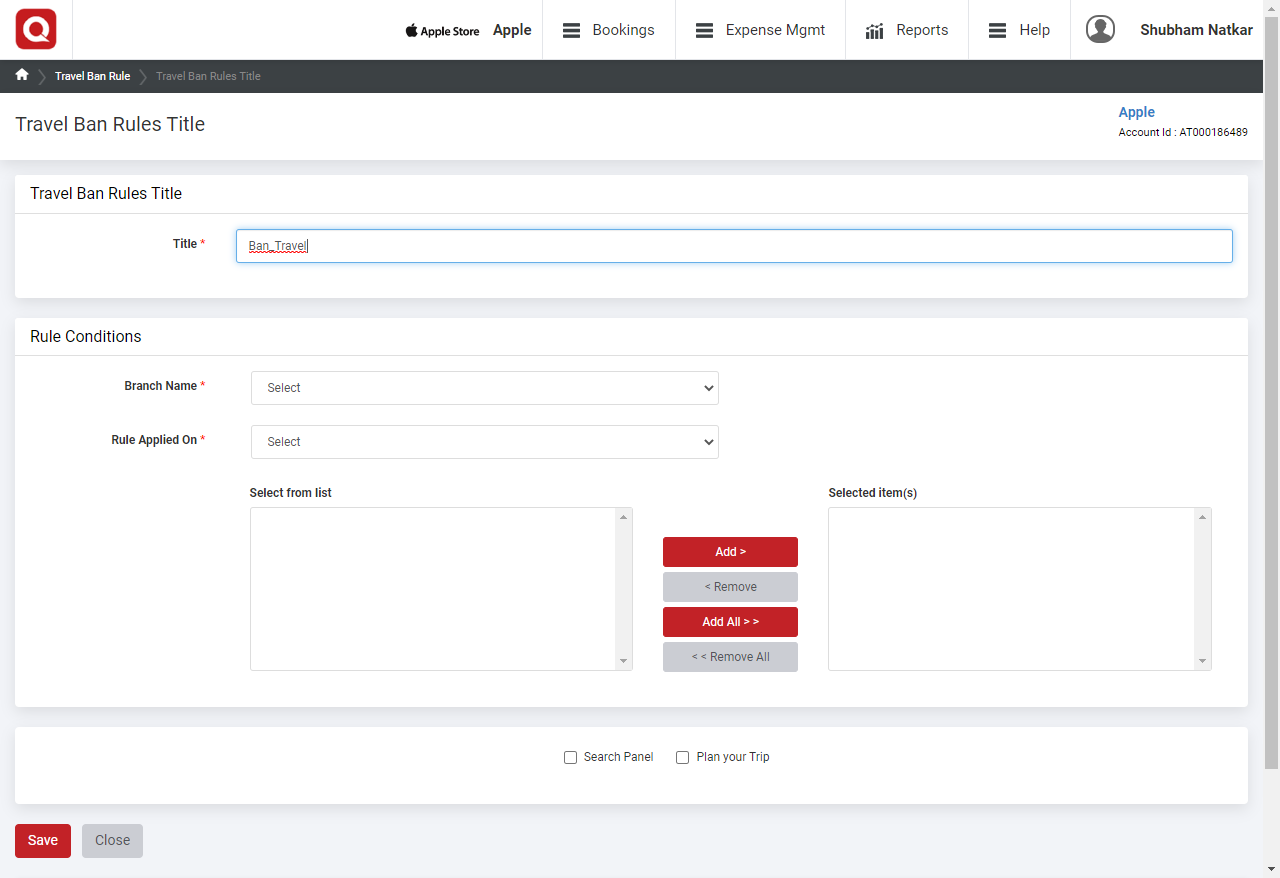 Apple Store Apple Bookings Expense Mgmt Reports Help Shubham Natkar
Travel Ban Rule Travel Ban Rules Title
Travel Ban Rules Title
Apple
Account Id : AT000186489
Travel Ban Rules Title
Title *
Ban_Travel
Rule Conditions
Branch Name *
Select
Rule Applied On *
Select
Select from list
Selected item(s)
Add >
< Remove
Add All > >
< < Remove All
Search Panel
Plan your Trip
Save
Close